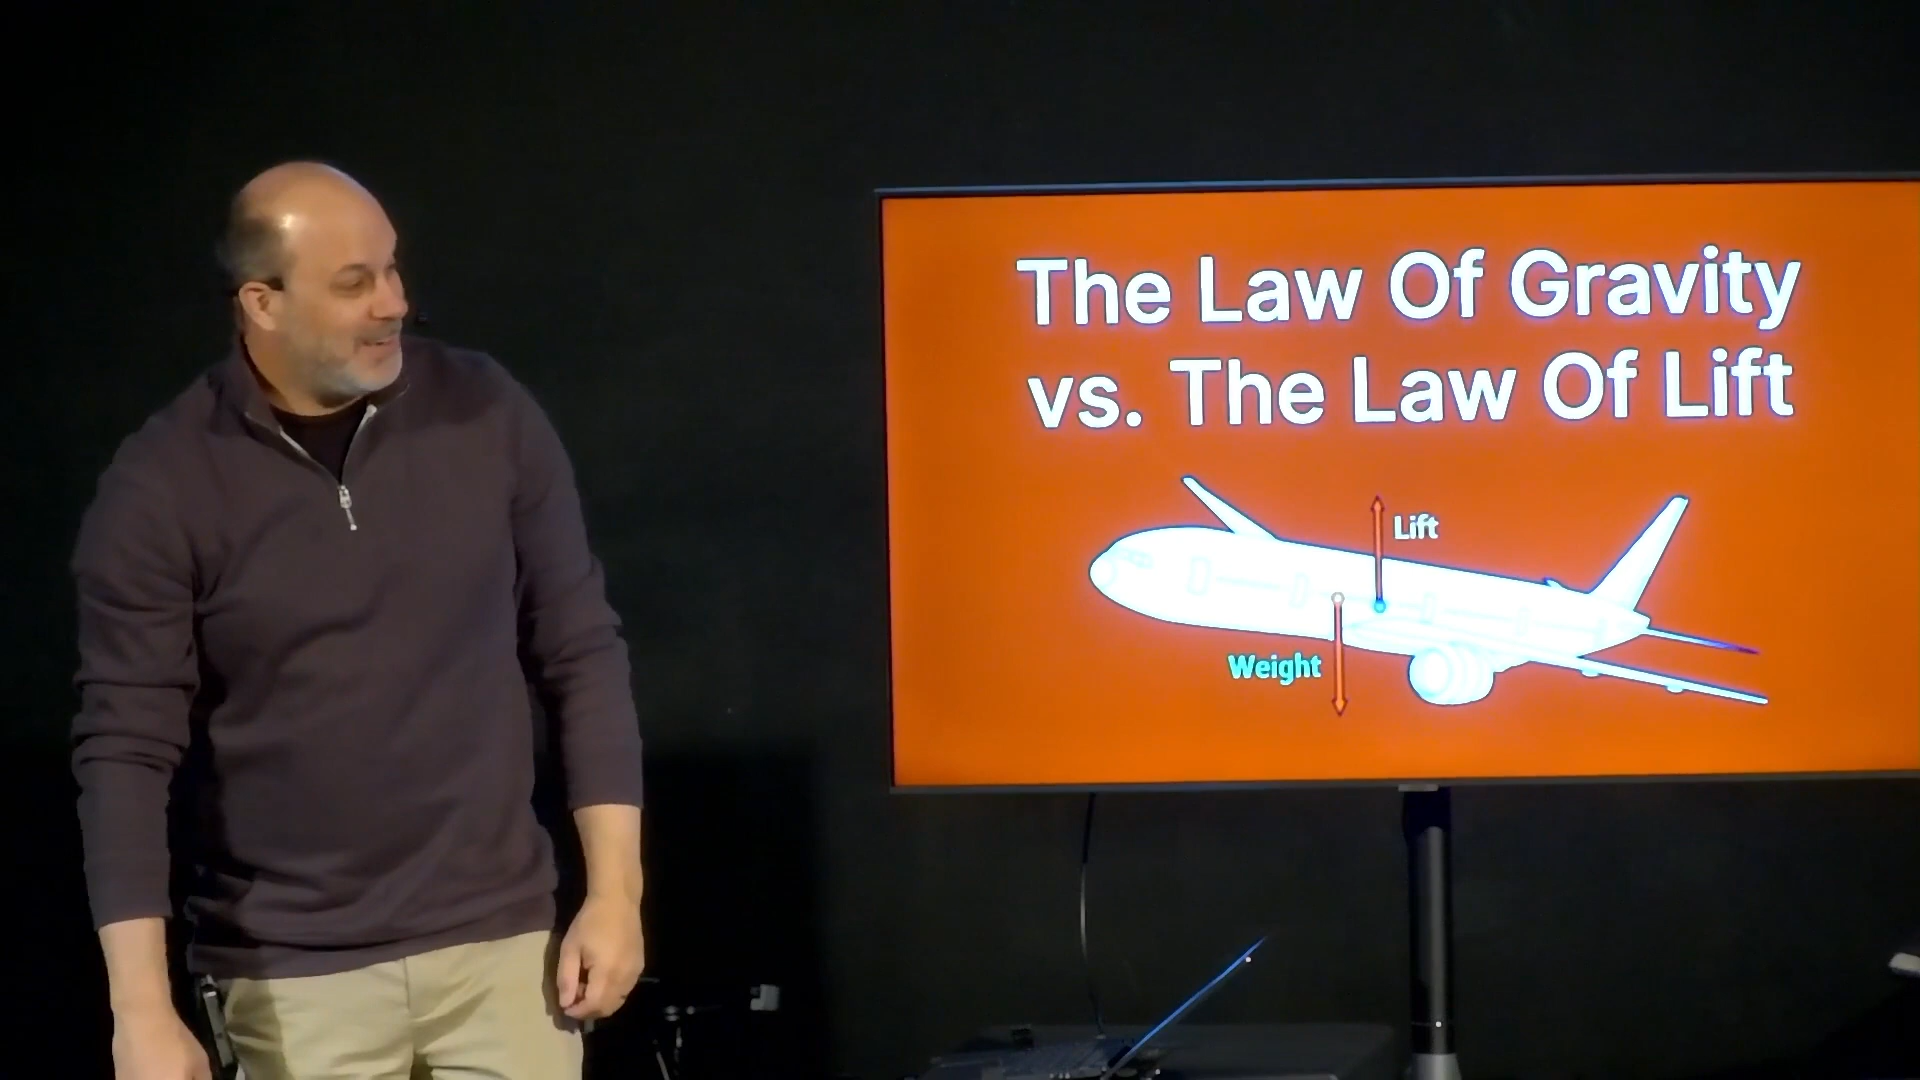 The Law Of Gravity
vs. The Law Of Lift
Lift
Weight